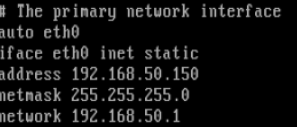 # The primary network interface
auto eth0
iface eth0 inet static
address 192.168.50.150
netmask 255.255.255.0
network 192.168.50.1